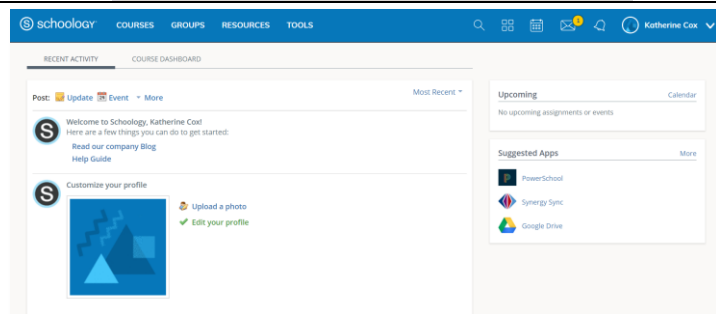 S schoology COURSES GROUPS RESOURCES TOOLS 1 Katherine Cox
RECENT ACTIVITY COURSE DASHBOARD
Post: Update Event More Most Recent
Welcome to Schoology, Katherine Cox!
Here are a few things you can do to get started:
Read our company Blog
Help Guide
Customize your profile
Upload a photo
Edit your profile
Upcoming Calendar
No upcoming assignments or events
Suggested Apps More
PowerSchool
Synergy Sync
Google Drive